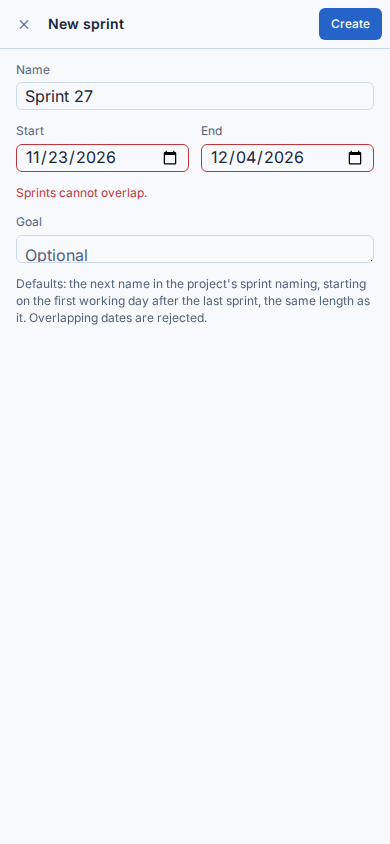 New sprint
Create
Name
Sprint 27
Start
End
11/23/2026
12/04/2026
Sprints cannot overlap.
Goal
Optional
Defaults: the next name in the project's sprint naming, starting
on the first working day after the last sprint, the same length as
it. Overlapping dates are rejected.